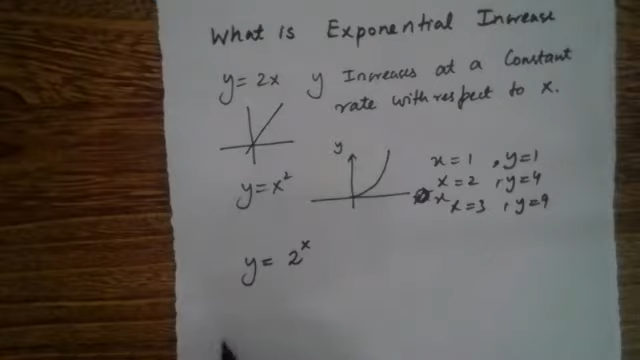 What is Exponential Increase
y = 2x y Increases at a Constant
rate with respect to x.
y
x = 1 , y = 1
y = x² x = 2 , y = 4
x x = 3 , y = 9
y = 2ˣ